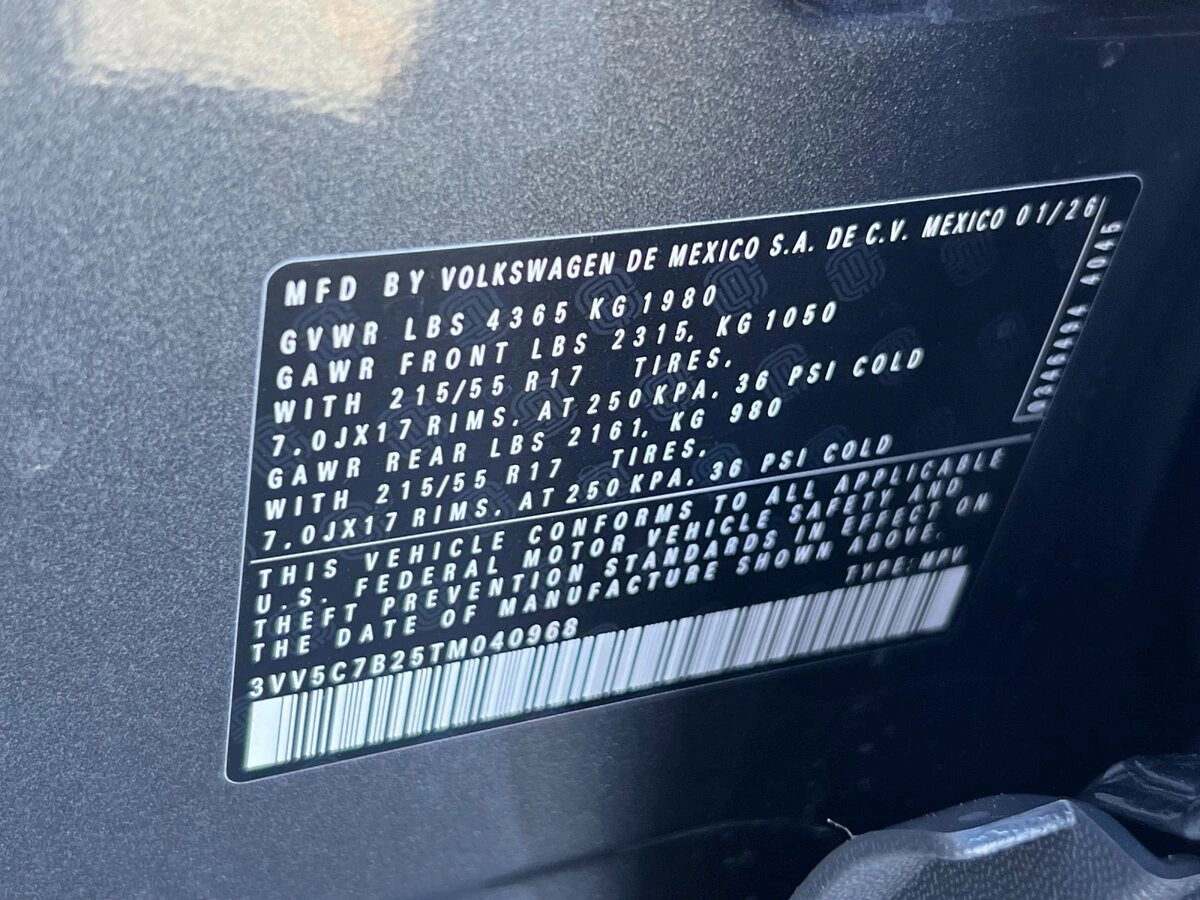 MFD BY VOLKSWAGEN DE MEXICO S.A. DE C.V. MEXICO 01/26
GVWR LBS 4365 KG 1980
GAWR FRONT LBS 2315, KG 1050
WITH 215/55 R17 TIRES,
7.0JX17 RIMS, AT 250 KPA, 36 PSI COLD
GAWR REAR LBS 2161, KG 980
WITH 215/55 R17 TIRES,
7.0JX17 RIMS, AT 250 KPA, 36 PSI COLD
THIS VEHICLE CONFORMS TO ALL APPLICABLE
U.S. FEDERAL MOTOR VEHICLE SAFETY AND
THEFT PREVENTION STANDARDS IN EFFECT ON
THE DATE OF MANUFACTURE SHOWN ABOVE.
TYPE: MPV
3VV5C7B25TM040968